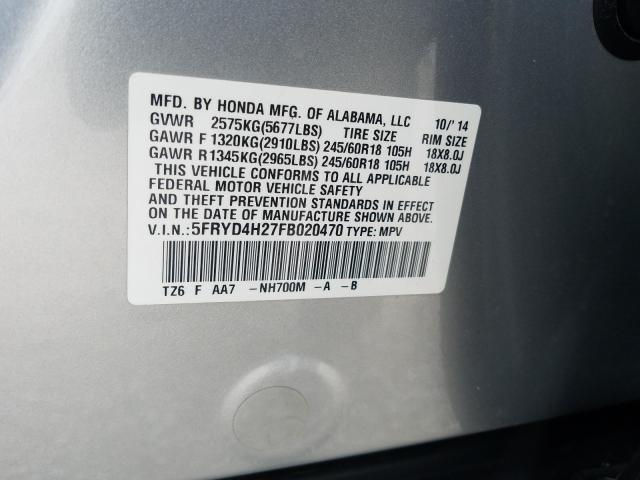 MFD. BY HONDA MFG. OF ALABAMA, LLC 10/'14
GVWR 2575KG(5677LBS) TIRE SIZE RIM SIZE
GAWR F 1320KG(2910LBS) 245/60R18 105H 18X8.0J
GAWR R 1345KG(2965LBS) 245/60R18 105H 18X8.0J
THIS VEHICLE CONFORMS TO ALL APPLICABLE
FEDERAL MOTOR VEHICLE SAFETY
AND THEFT PREVENTION STANDARDS IN EFFECT
ON THE DATE OF MANUFACTURE SHOWN ABOVE.
V.I.N.: 5FRYD4H27FB020470 TYPE: MPV
TZ6 F AA7 -NH700M -A -B